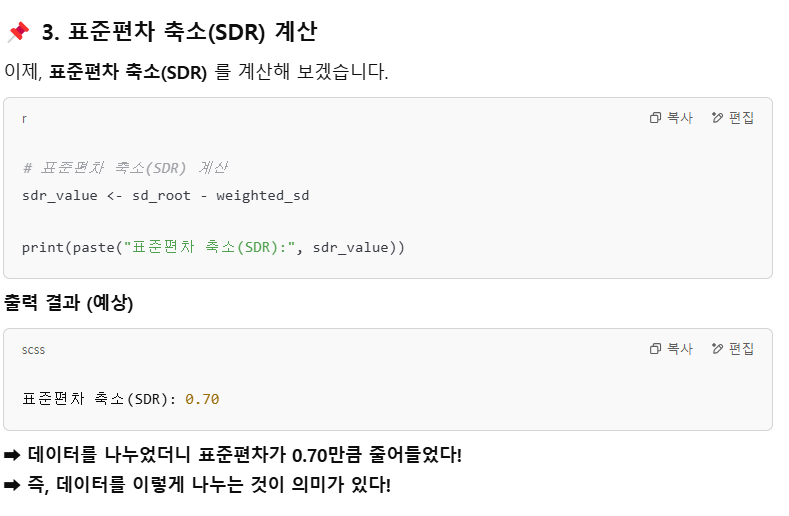 📌 3. 표준편차 축소(SDR) 계산
이제, 표준편차 축소(SDR) 를 계산해 보겠습니다.
r 복사 편집
# 표준편차 축소(SDR) 계산
sdr_value <- sd_root - weighted_sd
print(paste("표준편차 축소(SDR):", sdr_value))
출력 결과 (예상)
scss 복사 편집
표준편차 축소(SDR): 0.70
➡ 데이터를 나누었더니 표준편차가 0.70만큼 줄어들었다!
➡ 즉, 데이터를 이렇게 나누는 것이 의미가 있다!